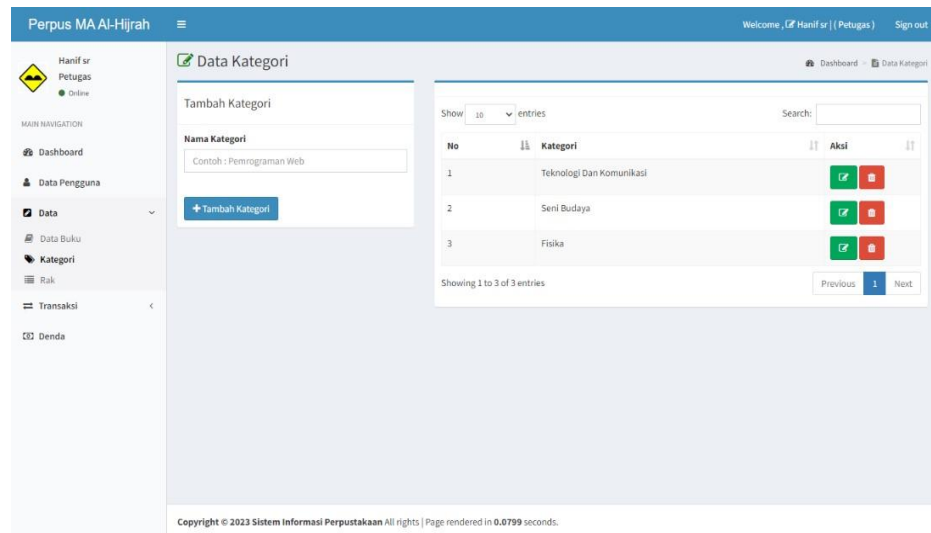 Perpus MA Al-Hijrah
Welcome , Hanif sr | ( Petugas )
Sign out
Hanif sr
Petugas
Online
MAIN NAVIGATION
Dashboard
Data Pengguna
Data
Data Buku
Kategori
Rak
Transaksi
Denda
Data Kategori
Dashboard > Data Kategori
Tambah Kategori
Nama Kategori
Contoh : Pemrograman Web
+ Tambah Kategori
Show 10 entries
Search:
No Kategori Aksi
1 Teknologi Dan Komunikasi
2 Seni Budaya
3 Fisika
Showing 1 to 3 of 3 entries
Previous 1 Next
Copyright © 2023 Sistem Informasi Perpustakaan All rights | Page rendered in 0.0799 seconds.